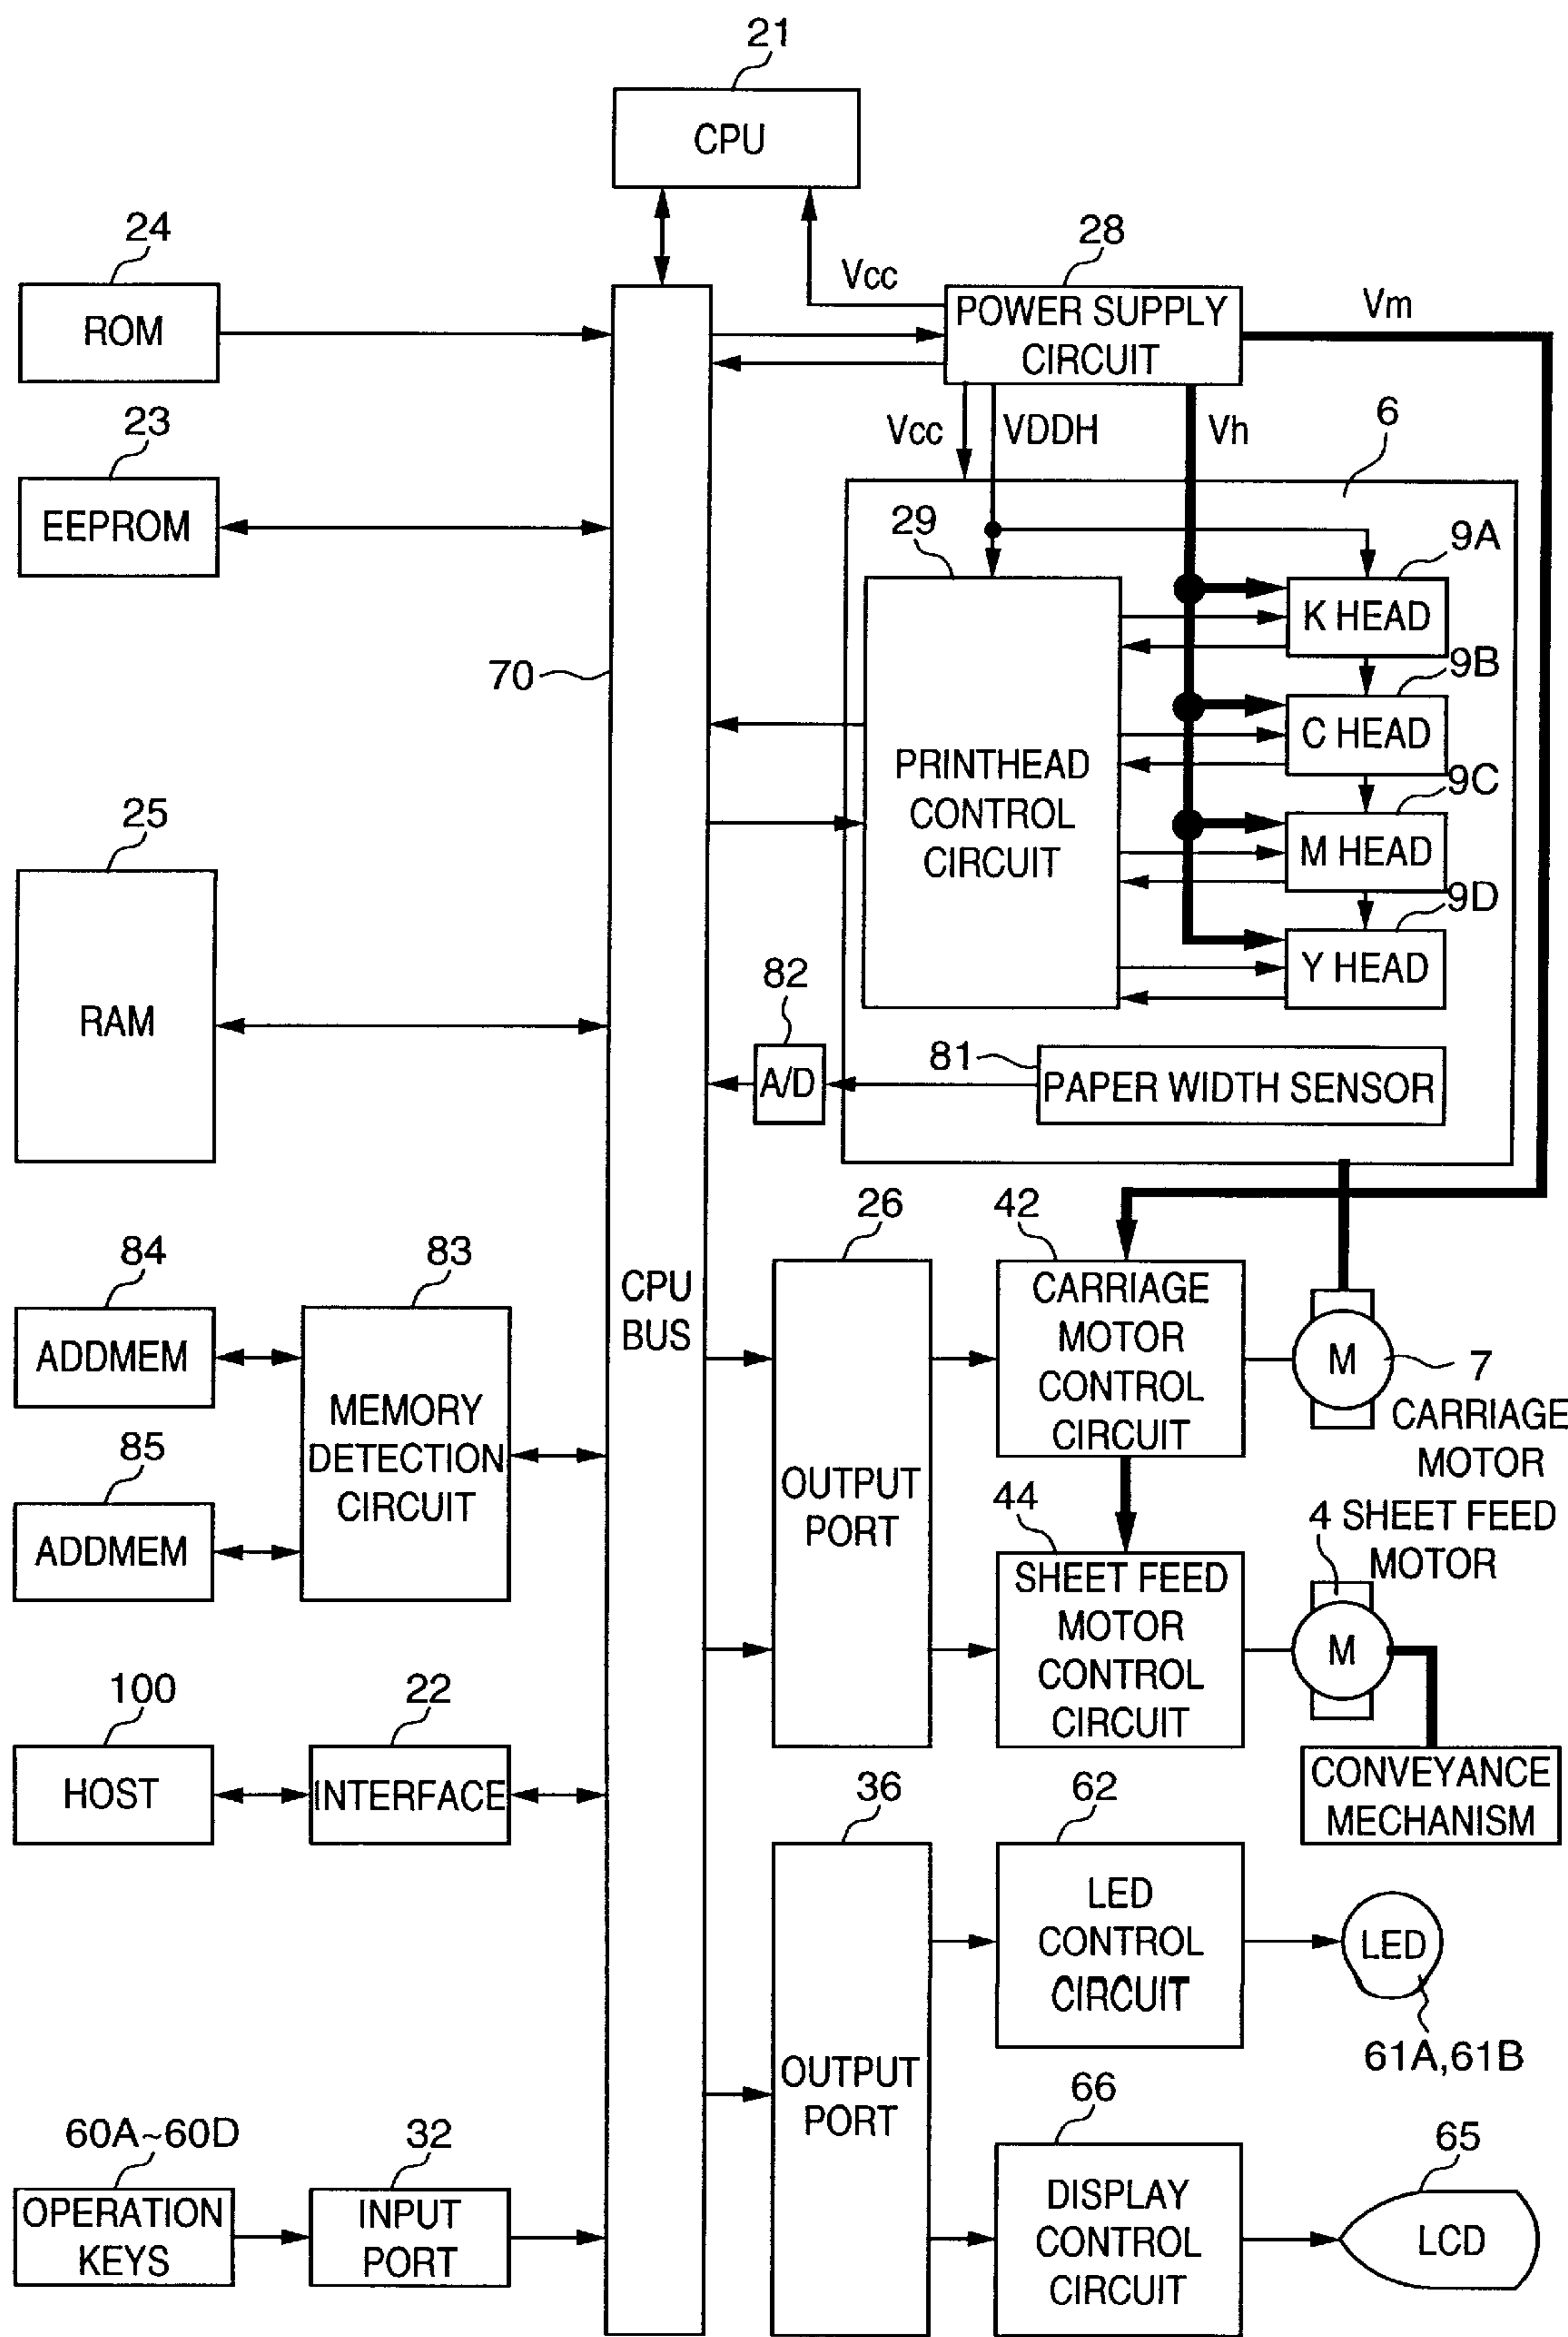 21
CPU
24
ROM
Vcc
28
POWER SUPPLY
CIRCUIT
Vm
23
EEPROM
Vcc
VDDH
Vh
6
29
9A
K HEAD
70
9B
C HEAD
PRINTHEAD
CONTROL
CIRCUIT
9C
M HEAD
9D
Y HEAD
25
RAM
82
A/D
81
PAPER WIDTH SENSOR
CPU
BUS
84
ADDMEM
83
MEMORY
DETECTION
CIRCUIT
85
ADDMEM
26
OUTPUT
PORT
42
CARRIAGE
MOTOR
CONTROL
CIRCUIT
M
7
CARRIAGE
MOTOR
44
SHEET FEED
MOTOR
CONTROL
CIRCUIT
4 SHEET FEED
MOTOR
M
CONVEYANCE
MECHANISM
100
HOST
22
INTERFACE
36
OUTPUT
PORT
62
LED
CONTROL
CIRCUIT
LED
61A,61B
60A~60D
OPERATION
KEYS
32
INPUT
PORT
66
DISPLAY
CONTROL
CIRCUIT
65
LCD